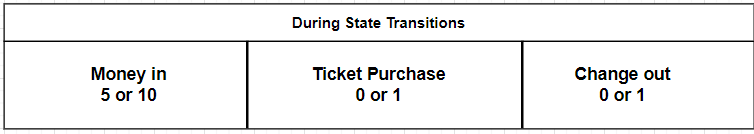 During State Transitions
Money in
5 or 10
Ticket Purchase
0 or 1
Change out
0 or 1